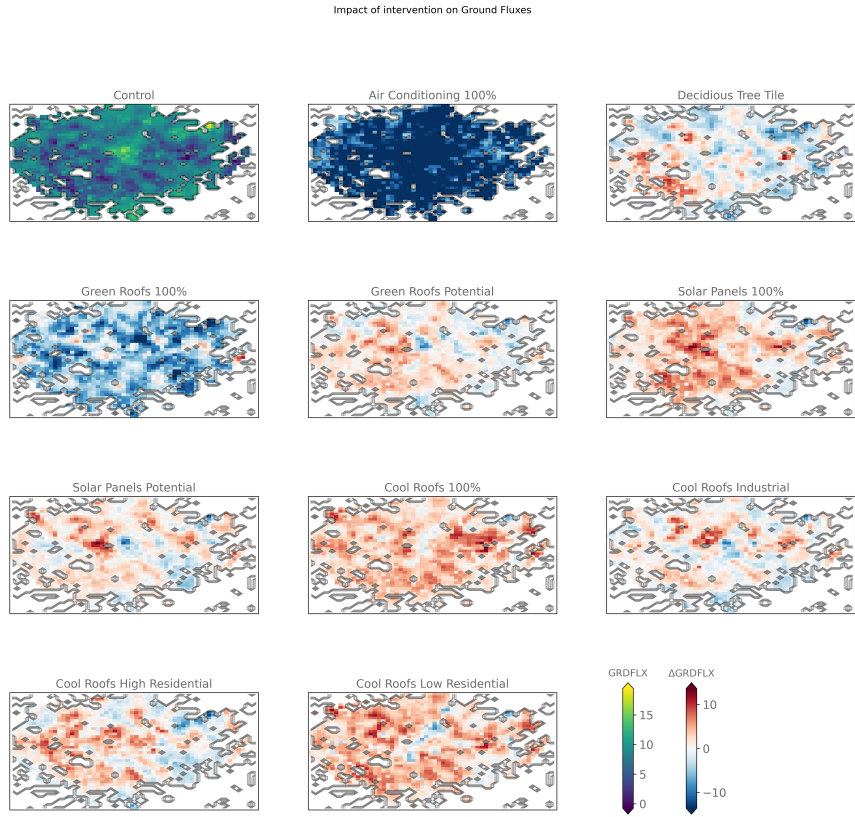 Impact of intervention on Ground Fluxes
Control
Air Conditioning 100%
Decidious Tree Tile
Green Roofs 100%
Green Roofs Potential
Solar Panels 100%
Solar Panels Potential
Cool Roofs 100%
Cool Roofs Industrial
Cool Roofs High Residential
Cool Roofs Low Residential
GRDFLX
15
10
5
0
ΔGRDFLX
10
0
−10